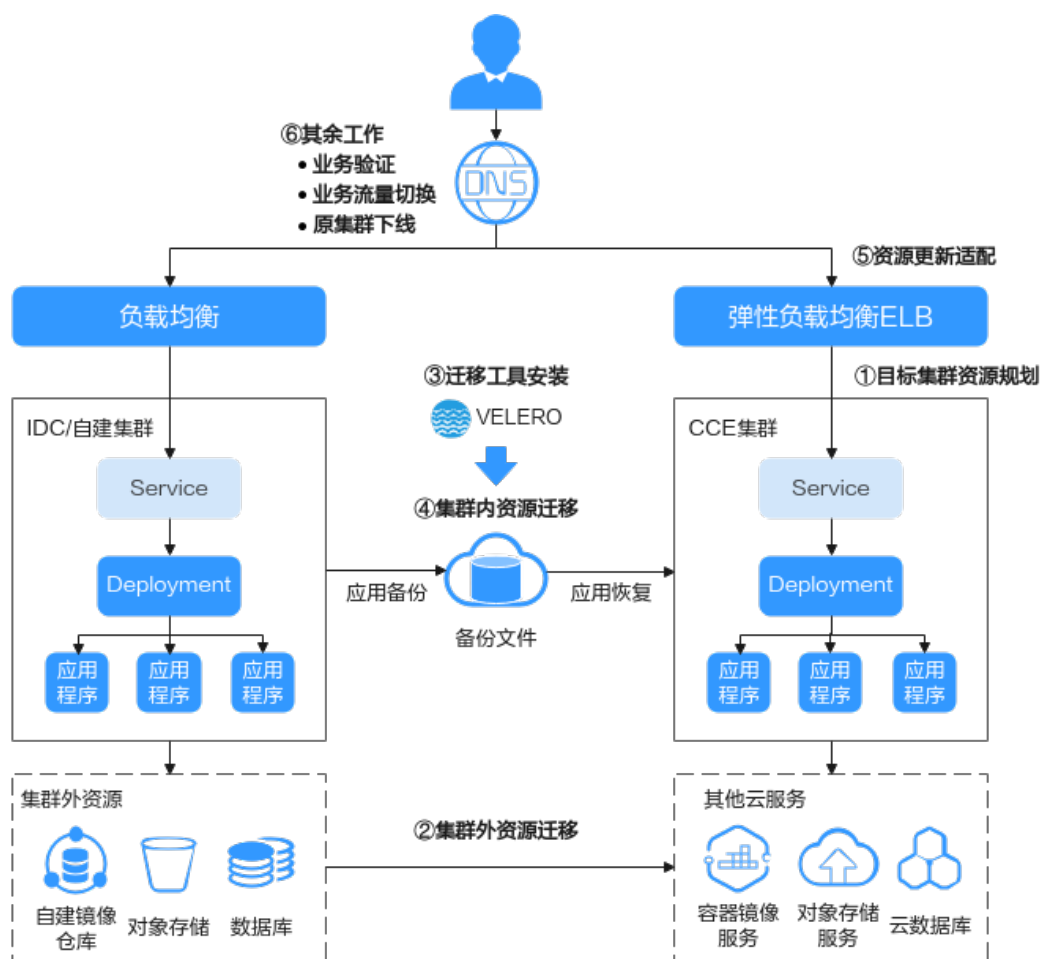 ⑥其余工作
• 业务验证
• 业务流量切换
• 原集群下线
DNS
⑤资源更新适配
负载均衡
弹性负载均衡ELB
③迁移工具安装
①目标集群资源规划
VELERO
IDC/自建集群
CCE集群
Service
Service
④集群内资源迁移
Deployment
Deployment
应用备份
应用恢复
备份文件
应用
程序
应用
程序
应用
程序
应用
程序
应用
程序
应用
程序
集群外资源
其他云服务
②集群外资源迁移
自建镜像
仓库
对象存储
数据库
容器镜像
服务
对象存储
服务
云数据库